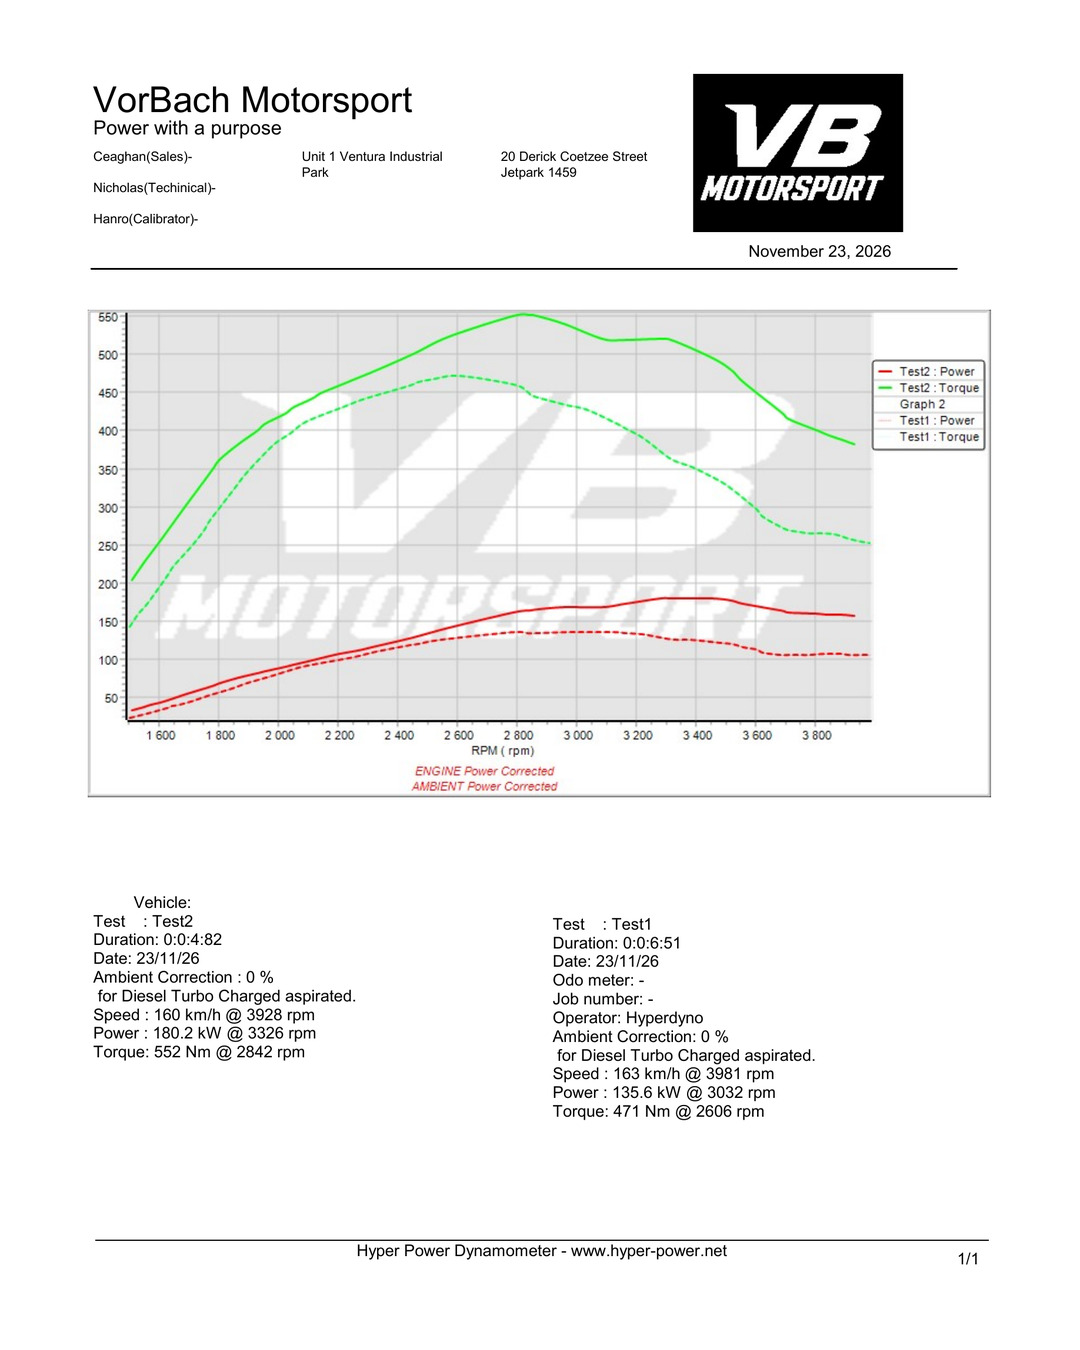 VorBach Motorsport
Power with a purpose
Ceaghan(Sales)-
Nicholas(Techinical)-
Hanro(Calibrator)-
Unit 1 Ventura Industrial
Park
20 Derick Coetzee Street
Jetpark 1459
VB
MOTORSPORT
November 23, 2026
550
500
450
400
350
300
250
200
150
100
50
VB
MOTORSPORT
Test2 : Power
Test2 : Torque
Graph 2
Test1 : Power
Test1 : Torque
1 600 1 800 2 000 2 200 2 400 2 600 2 800 3 000 3 200 3 400 3 600 3 800
RPM ( rpm)
ENGINE Power Corrected
AMBIENT Power Corrected
Vehicle:
Test : Test2
Duration: 0:0:4:82
Date: 23/11/26
Ambient Correction : 0 %
for Diesel Turbo Charged aspirated.
Speed : 160 km/h @ 3928 rpm
Power : 180.2 kW @ 3326 rpm
Torque: 552 Nm @ 2842 rpm
Test : Test1
Duration: 0:0:6:51
Date: 23/11/26
Odo meter: -
Job number: -
Operator: Hyperdyno
Ambient Correction: 0 %
for Diesel Turbo Charged aspirated.
Speed : 163 km/h @ 3981 rpm
Power : 135.6 kW @ 3032 rpm
Torque: 471 Nm @ 2606 rpm
Hyper Power Dynamometer - www.hyper-power.net
1/1